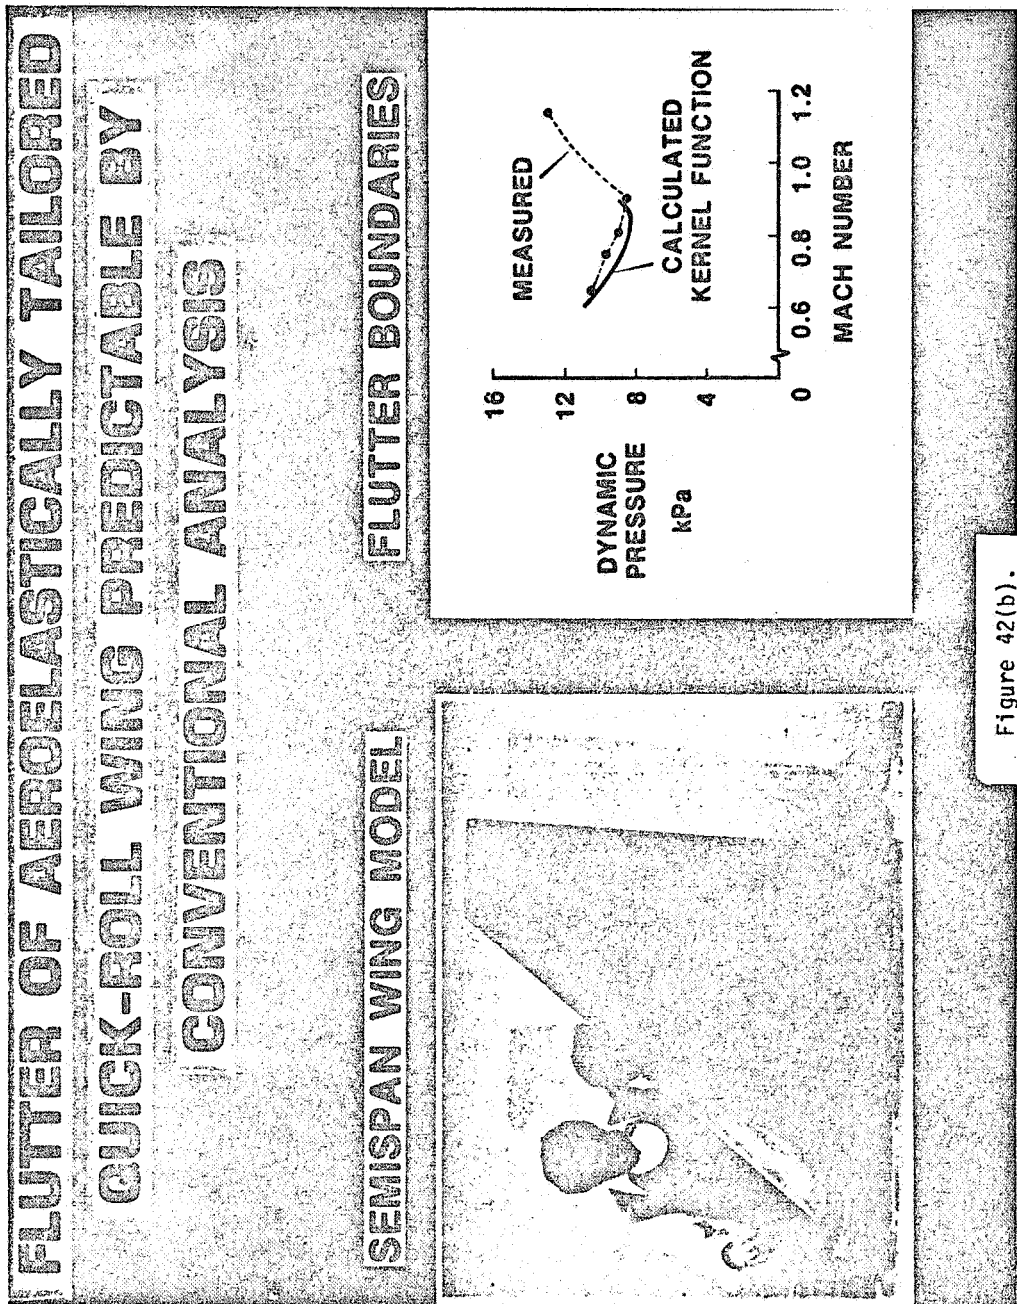 FLUTTER OF AEROELASTICALLY TAILORED
QUICK-ROLL WING PREDICTABLE BY
CONVENTIONAL ANALYSIS
SEMISPAN WING MODEL
FLUTTER BOUNDARIES
16
12
8
4
0
DYNAMIC
PRESSURE
kPa
MEASURED
CALCULATED
KERNEL FUNCTION
0.6 0.8 1.0 1.2
MACH NUMBER
Figure 42(b).